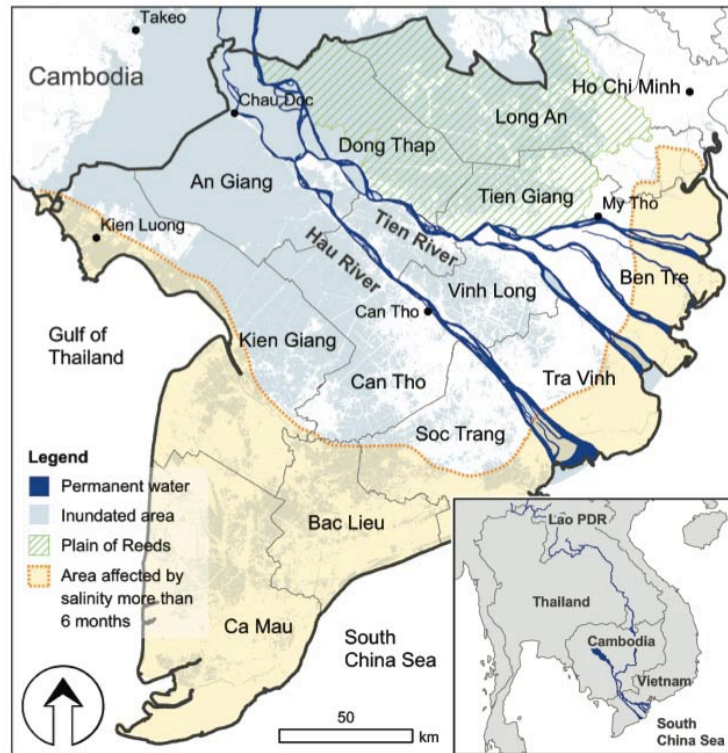 Takeo
Cambodia
Ho Chi Minh
Chau Doc
Long An
Dong Thap
An Giang
Tien Giang
My Tho
Kien Luong
Tien River
Hau River
Ben Tre
Vinh Long
Can Tho
Gulf of
Thailand
Kien Giang
Can Tho
Tra Vinh
Soc Trang
Legend
Permanent water
Inundated area
Plain of Reeds
Area affected by
salinity more than
6 months
Bac Lieu
Ca Mau
South
China Sea
50
km
Lao PDR
Thailand
Cambodia
Vietnam
South
China Sea